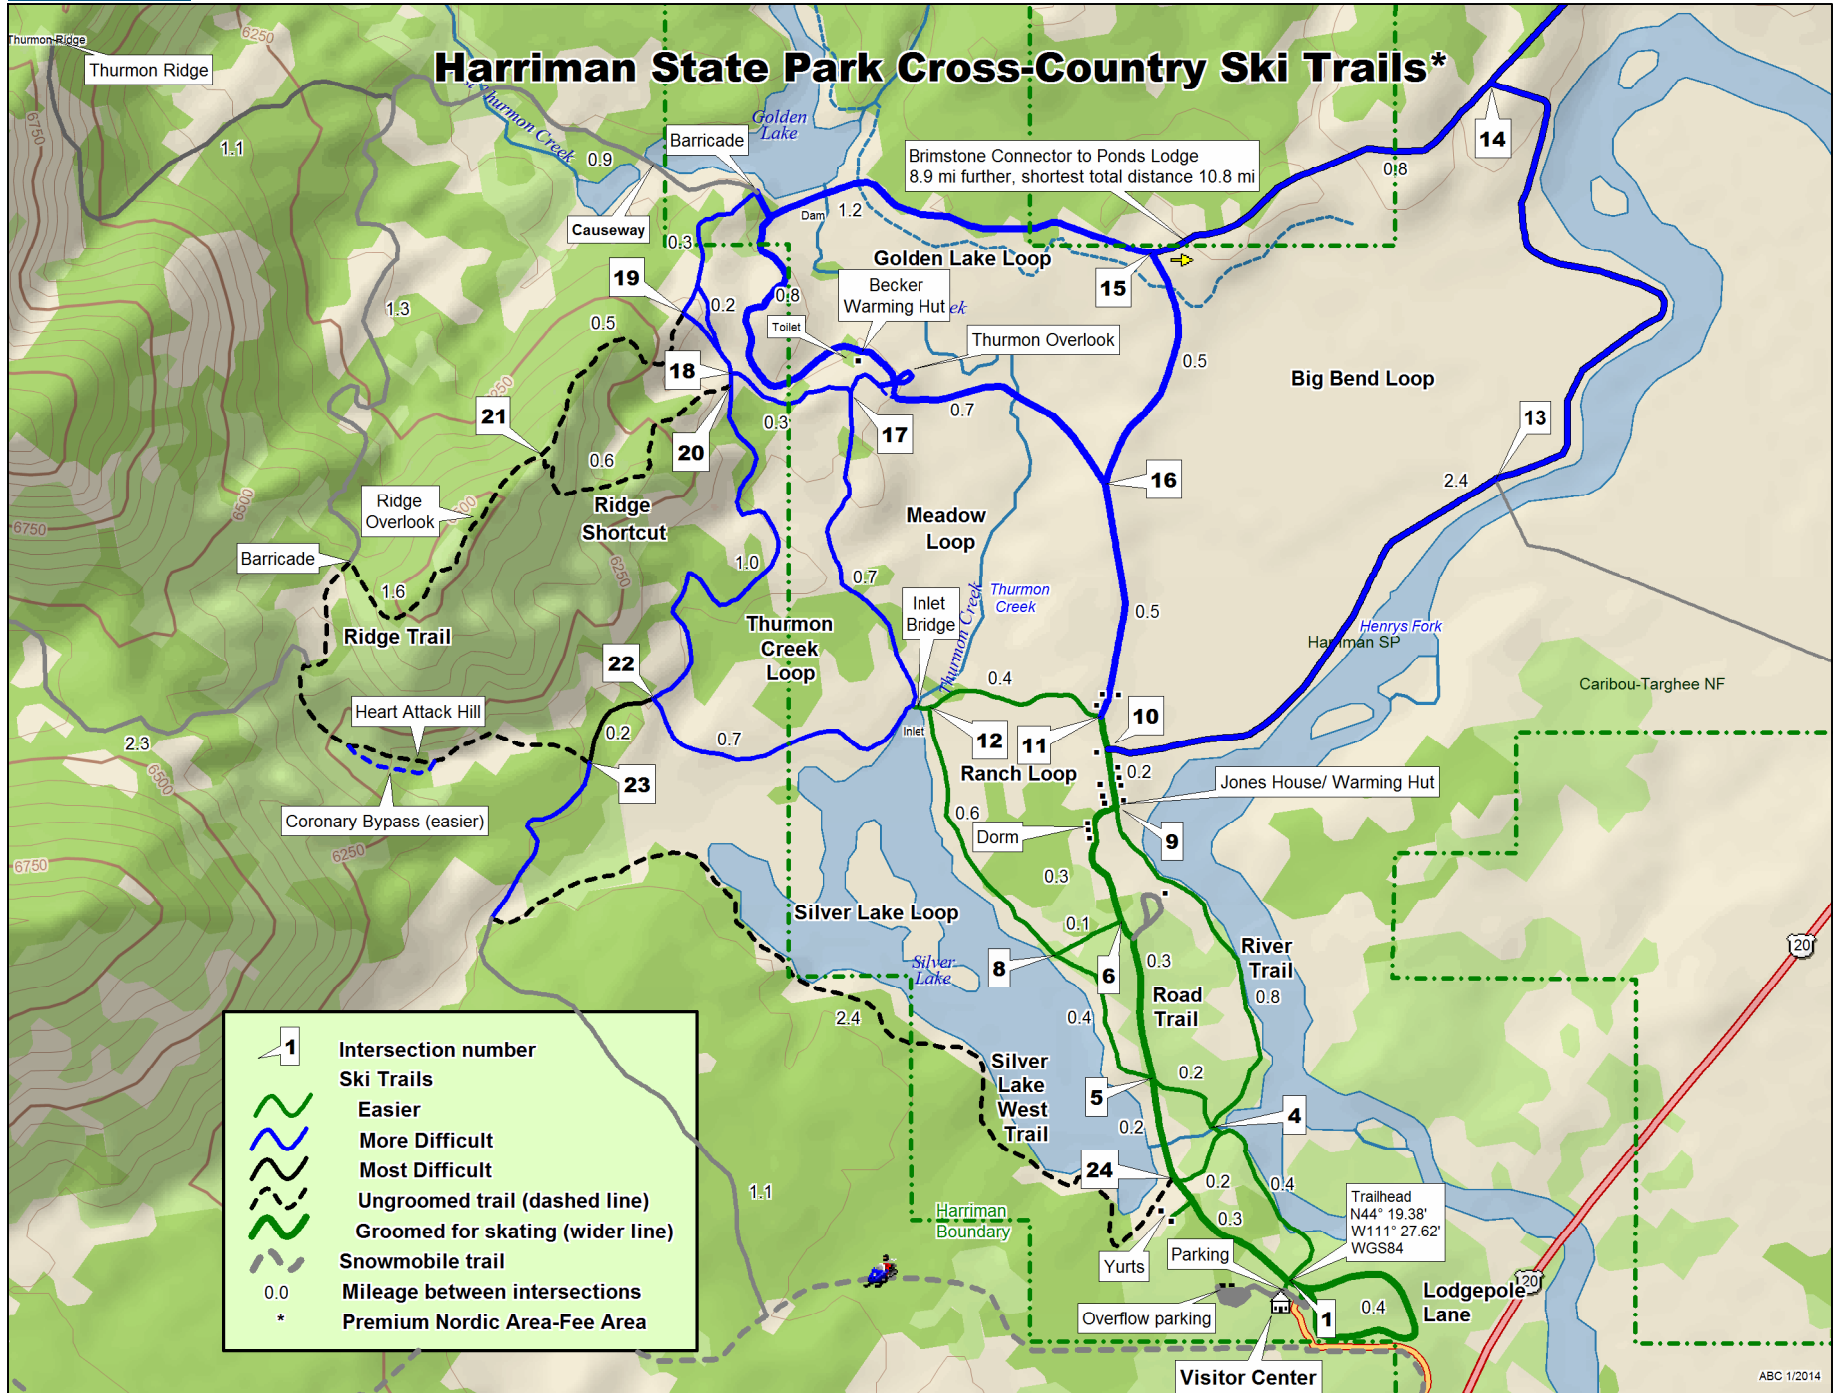 Harriman State Park Cross-Country Ski Trails*
Thurmon Ridge
Thurmon Ridge
6250
6750
1.1
Thurmon Creek
0.9
Golden
Lake
Barricade
Causeway
Brimstone Connector to Ponds Lodge
8.9 mi further, shortest total distance 10.8 mi
14
0.8
Dam
1.2
0.3
Golden Lake Loop
15
19
0.2
0.8
Becker
Warming Hut
ek
Toilet
Thurmon Overlook
1.3
0.5
0.5
18
Big Bend Loop
21
0.3
0.7
17
13
20
0.6
16
2.4
Ridge
Shortcut
Ridge
Overlook
6500
6750
Meadow
Loop
Barricade
1.0
0.7
6250
1.6
Ridge Trail
Inlet
Bridge
Thurmon Creek
Thurmon
Creek
0.5
Thurmon
Creek
Loop
Henrys Fork
Harriman SP
22
0.4
Caribou-Targhee NF
Heart Attack Hill
10
0.2
0.7
Inlet
12
11
2.3
6500
23
Ranch Loop
0.2
Jones House/ Warming Hut
Coronary Bypass (easier)
0.6
Dorm
9
6250
6750
0.3
Silver Lake Loop
0.1
20
River
Trail
Silver
Lake
8
6
0.3
0.8
Road
Trail
2.4
0.4
Silver
Lake
West
Trail
0.2
5
4
0.2
24
0.2
0.4
1.1
Harriman
Boundary
0.3
Trailhead
N44° 19.38'
W111° 27.62'
WGS84
Yurts
Parking
20
Lodgepole
Lane
0.4
Overflow parking
1
Visitor Center
ABC 1/2014
1
Intersection number
Ski Trails
Easier
More Difficult
Most Difficult
Ungroomed trail (dashed line)
Groomed for skating (wider line)
Snowmobile trail
0.0 Mileage between intersections
* Premium Nordic Area-Fee Area